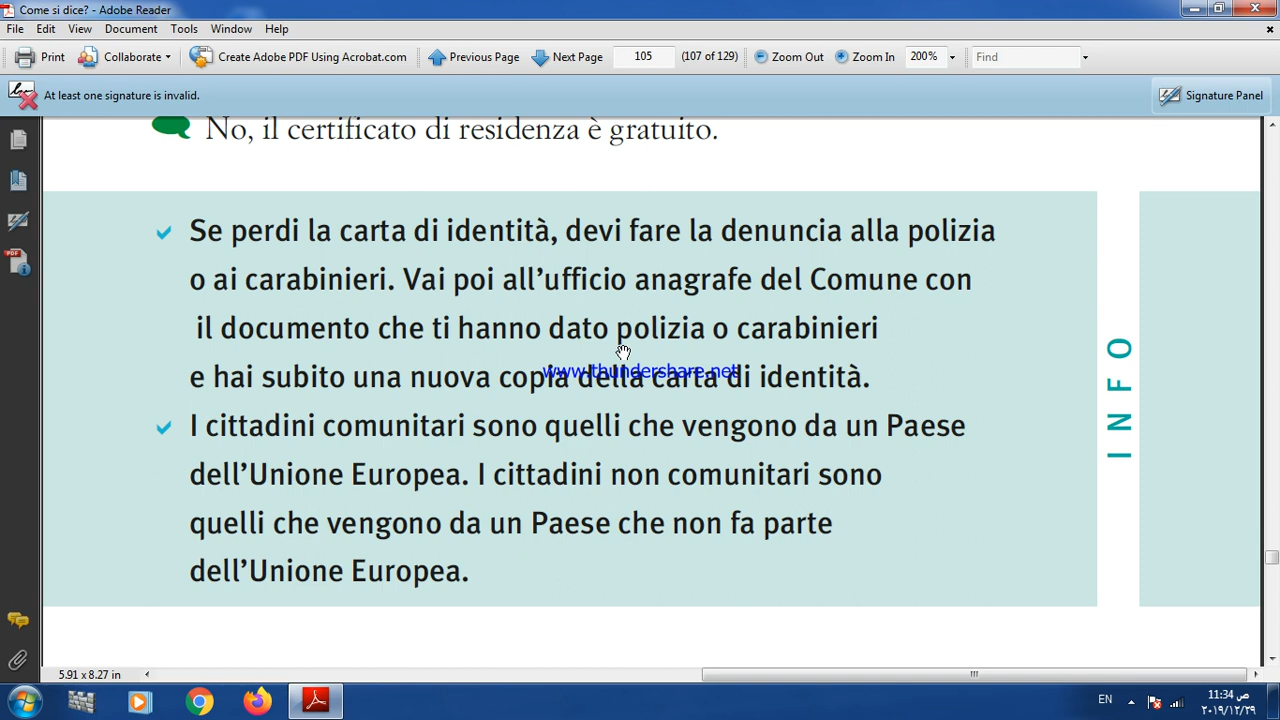 Come si dice? - Adobe Reader
File Edit View Document Tools Window Help
Print Collaborate Create Adobe PDF Using Acrobat.com Previous Page Next Page 105 (107 of 129) Zoom Out Zoom In 200% Find
At least one signature is invalid. Signature Panel
No, il certificato di residenza è gratuito.
Se perdi la carta di identità, devi fare la denuncia alla polizia
o ai carabinieri. Vai poi all’ufficio anagrafe del Comune con
il documento che ti hanno dato polizia o carabinieri
www.thundershare.net
e hai subito una nuova copia della carta di identità.
I cittadini comunitari sono quelli che vengono da un Paese
dell’Unione Europea. I cittadini non comunitari sono
quelli che vengono da un Paese che non fa parte
dell’Unione Europea.
INFO
5.91 x 8.27 in
EN
11:34 ص
٢٠١٩/١٢/٢٩